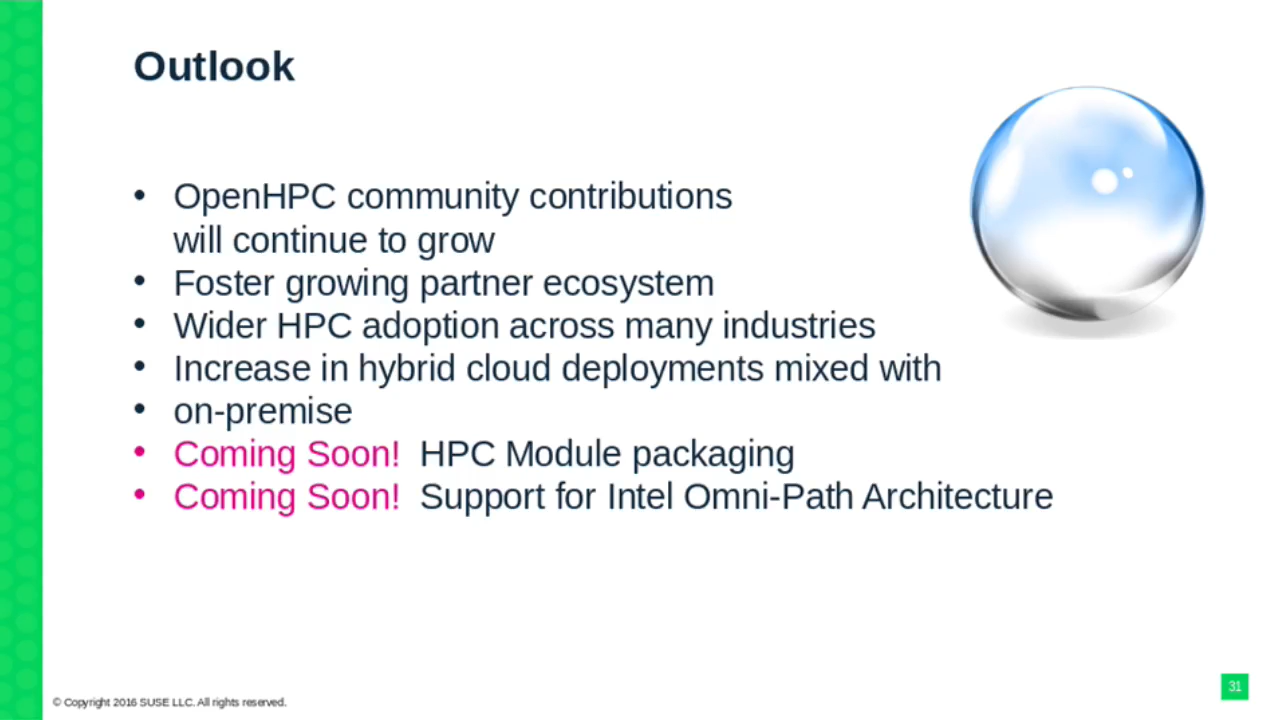 Outlook
• OpenHPC community contributions
will continue to grow
• Foster growing partner ecosystem
• Wider HPC adoption across many industries
• Increase in hybrid cloud deployments mixed with
• on-premise
• Coming Soon! HPC Module packaging
• Coming Soon! Support for Intel Omni-Path Architecture
31
© Copyright 2016 SUSE LLC. All rights reserved.